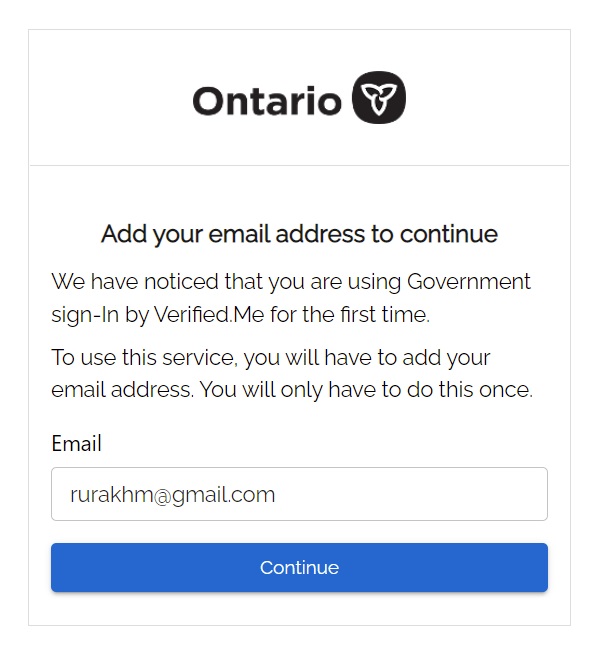 Ontario
Add your email address to continue
We have noticed that you are using Government
sign-In by Verified.Me for the first time.
To use this service, you will have to add your
email address. You will only have to do this once.
Email
rurakhm@gmail.com
Continue